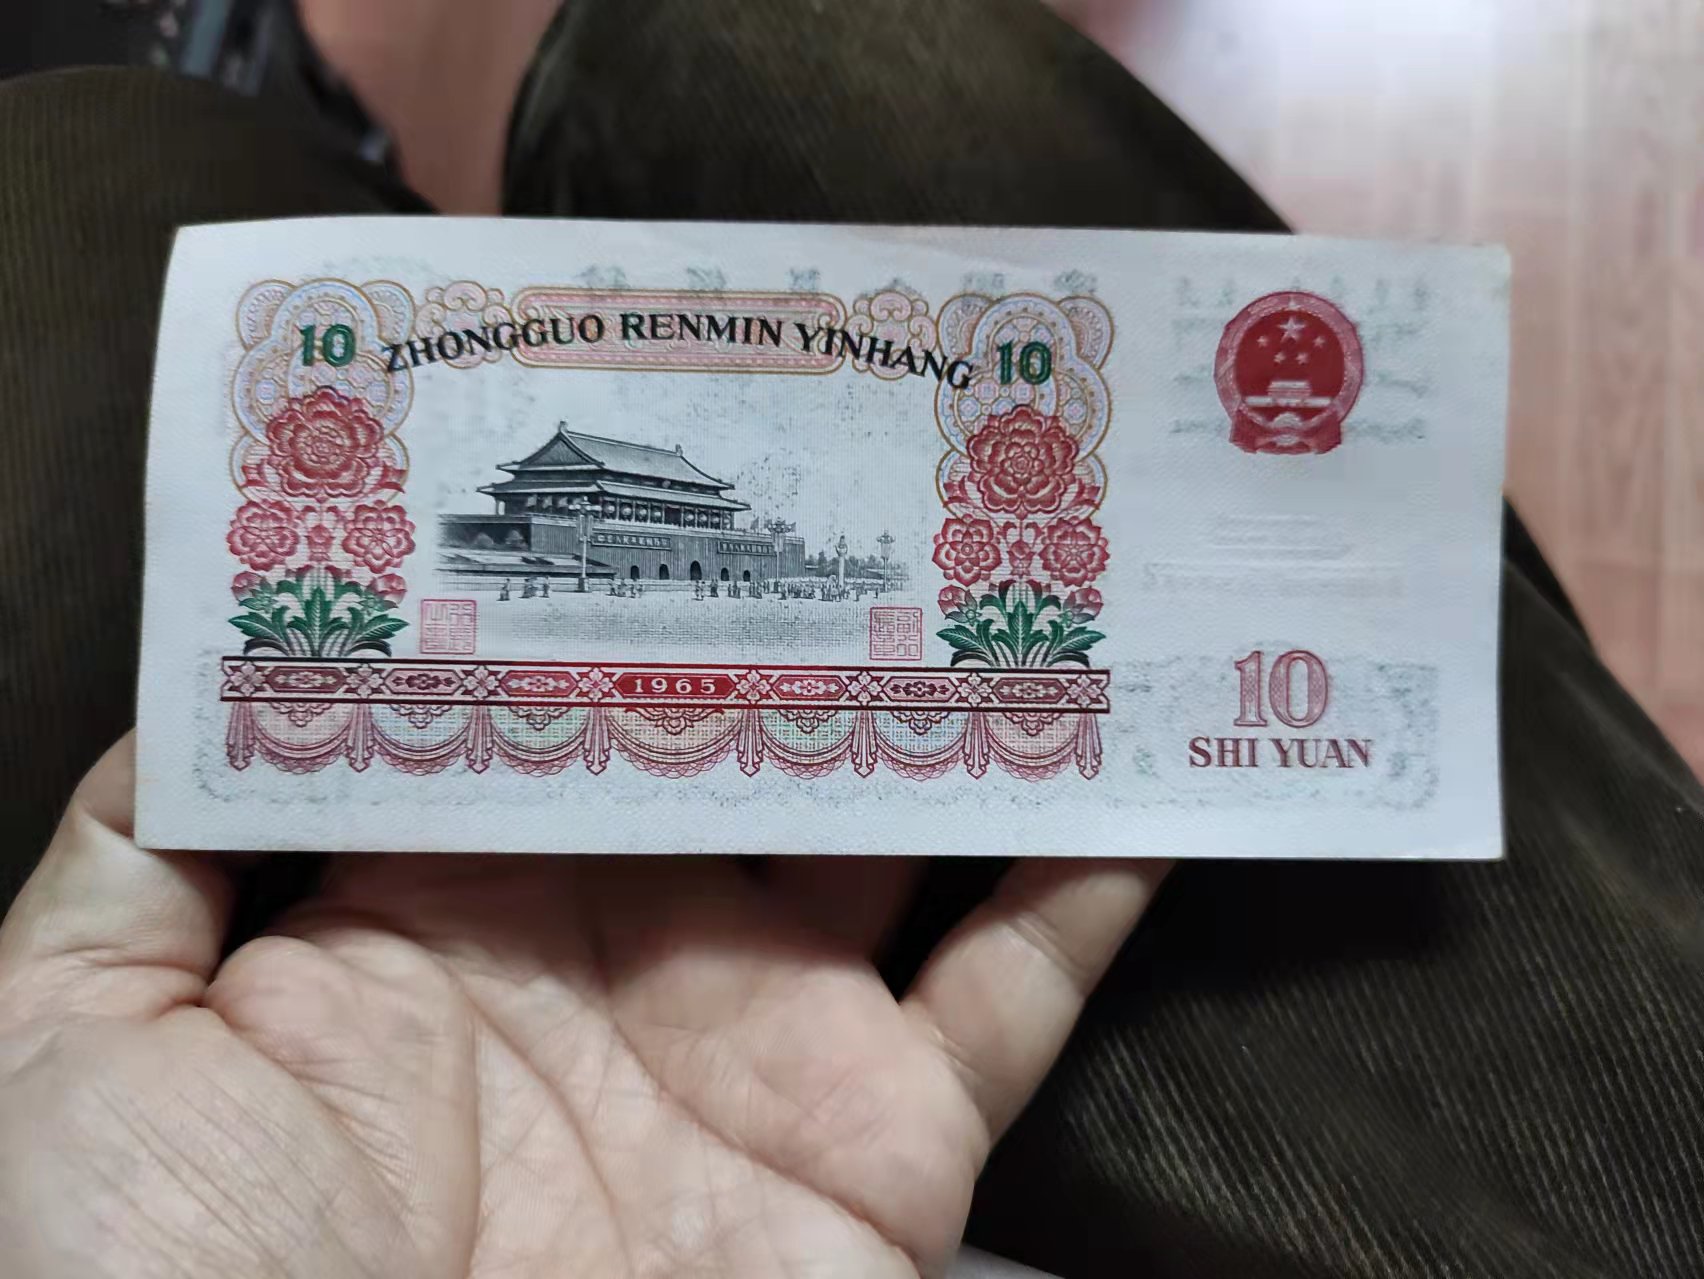 10 ZHONGGUO RENMIN YINHANG 10
1965
10
SHI YUAN